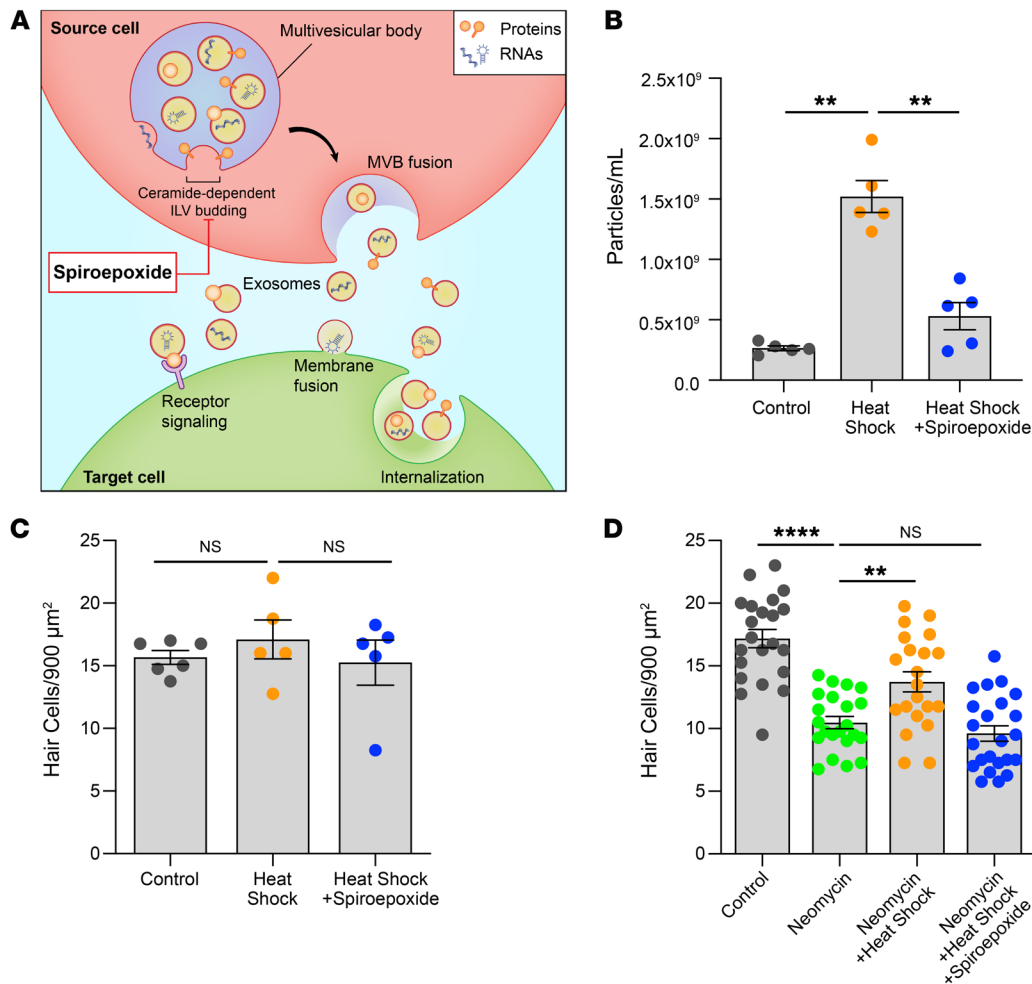 A
Source cell
Multivesicular body
Proteins
RNAs
MVB fusion
Ceramide-dependent
ILV budding
Spiroepoxide
Exosomes
Membrane
fusion
Receptor
signaling
Internalization
Target cell
B
Particles/mL
2.5x10⁹
2.0x10⁹
1.5x10⁹
1.0x10⁹
0.5x10⁹
0.0
**
**
Control
Heat
Shock
Heat Shock
+Spiroepoxide
C
Hair Cells/900 µm²
25
20
15
10
5
0
NS
NS
Control
Heat
Shock
Heat Shock
+Spiroepoxide
D
Hair Cells/900 µm²
25
20
15
10
5
0
****
NS
**
Control
Neomycin
Neomycin
+Heat Shock
Neomycin
+Heat Shock
+Spiroepoxide